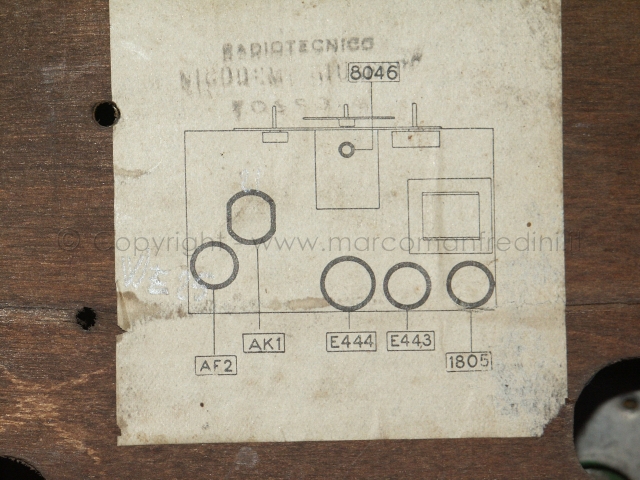 RADIOTECNICO
8046
© Copyright - www.marcomanfredini.it
AK1
E444
E443
1805
AF2